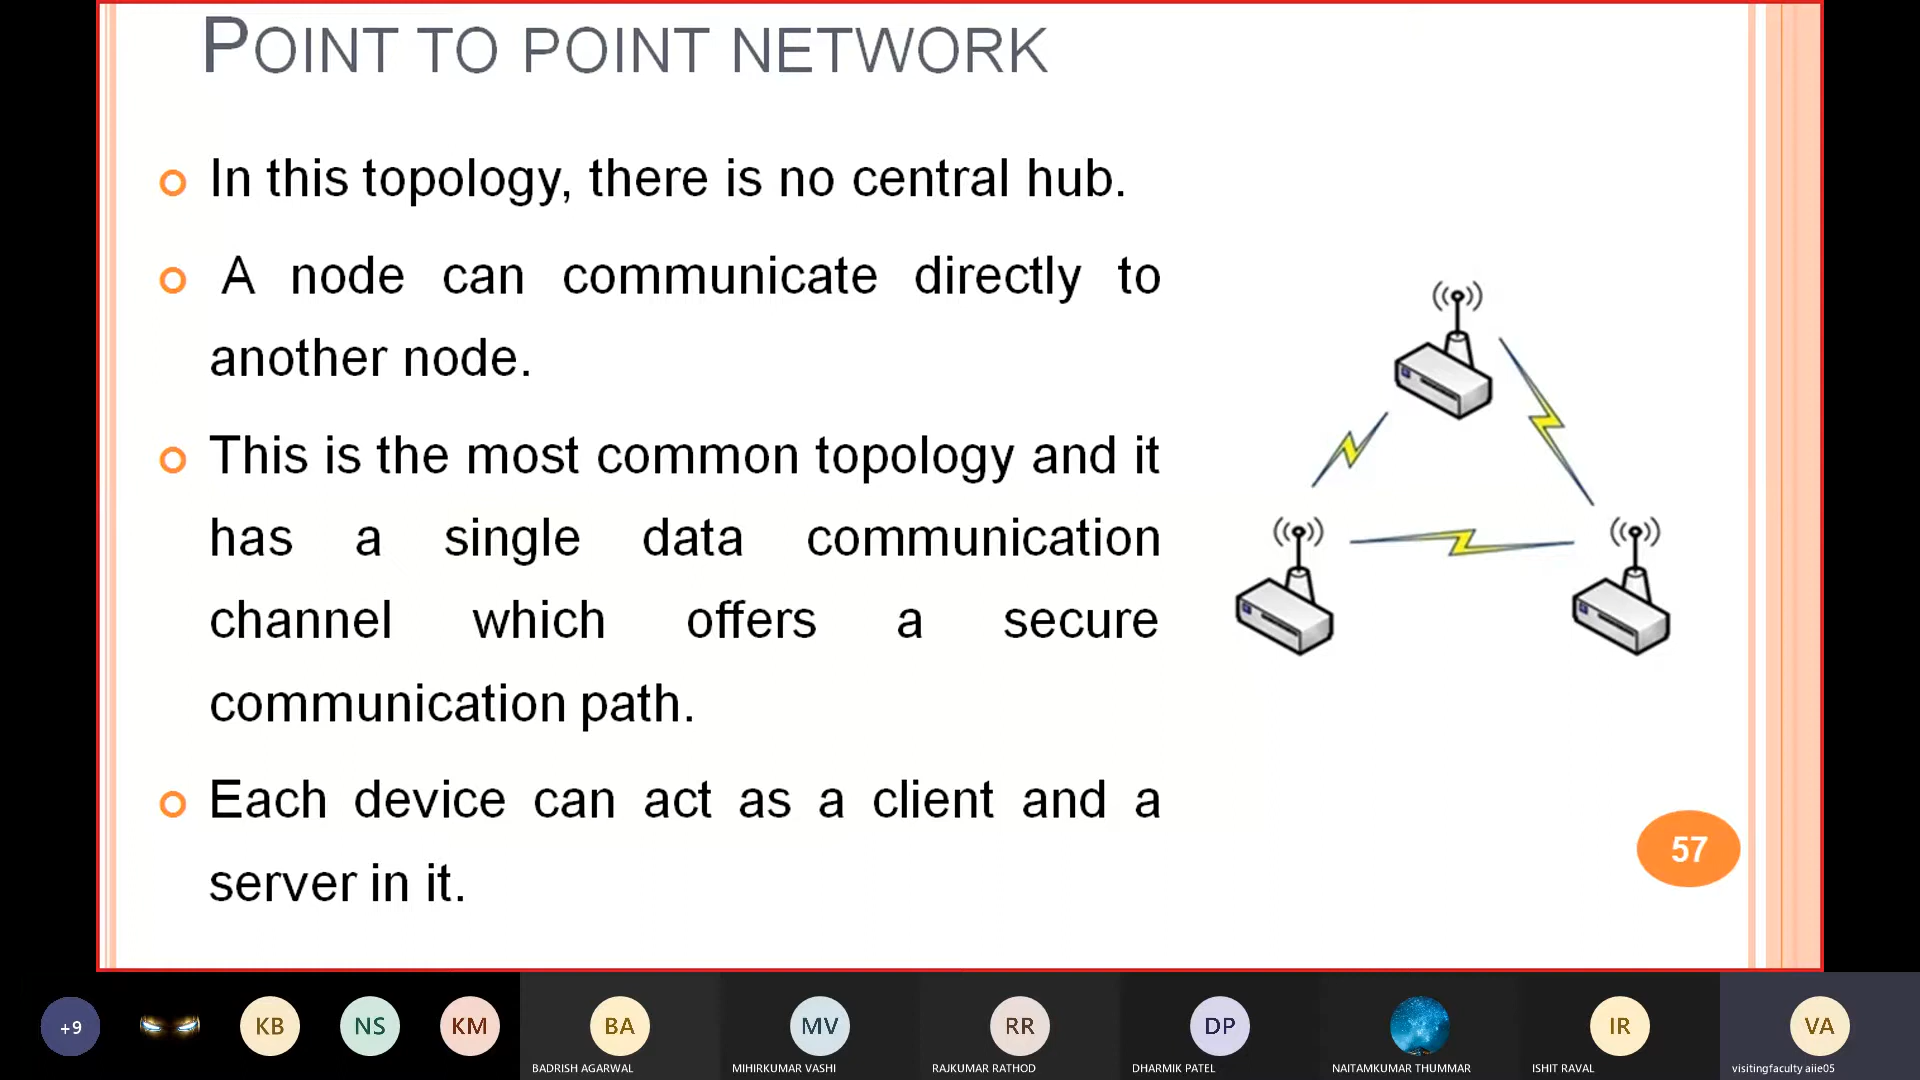 POINT TO POINT NETWORK
In this topology, there is no central hub.
A node can communicate directly to
another node.
This is the most common topology and it
has a single data communication
channel which offers a secure
communication path.
Each device can act as a client and a
server in it.
57
+9
KB
NS
KM
BA
MV
RR
DP
IR
VA
BADRISH AGARWAL
MIHIRKUMAR VASHI
RAJKUMAR RATHOD
DHARMIK PATEL
NAITAMKUMAR THUMMAR
ISHIT RAVAL
visitingfaculty aiie05